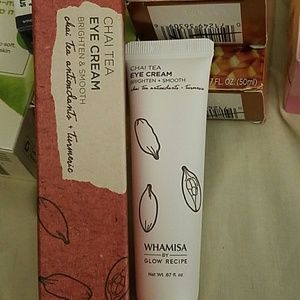 CHAI TEA
EYE CREAM
BRIGHTEN & SMOOTH
chai tea antioxidants + turmeric
CHAI TEA
EYE CREAM
BRIGHTEN + SMOOTH
chai tea antioxidants + turmeric
WHAMISA
BY
GLOW RECIPE
Net Wt. .67 fl. oz
7 FL. OZ (50ml)